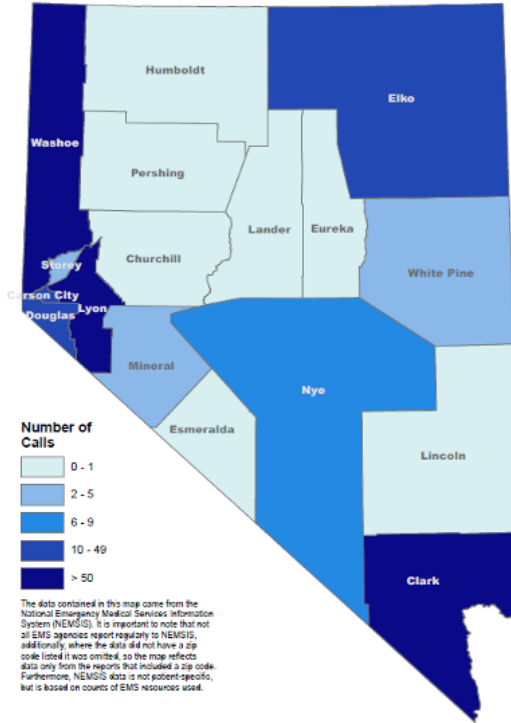 Humboldt
Elko
Washoe
Pershing
Lander
Eureka
Churchill
Storey
White Pine
Carson City
Lyon
Douglas
Mineral
Nye
Esmeralda
Lincoln
Clark
Number of
Calls
0 - 1
2 - 5
6 - 9
10 - 49
> 50
The data contained in this map came from the
National Emergency Medical Services Information
System (NEMSIS). It is important to note that not
all EMS agencies report regularly to NEMSIS,
additionally, where the data did not have a zip
code listed it was omitted, so the map reflects
data only from the reports that included a zip code.
Furthermore, NEMSIS data is not patient-specific,
but is based on counts of EMS resources used.